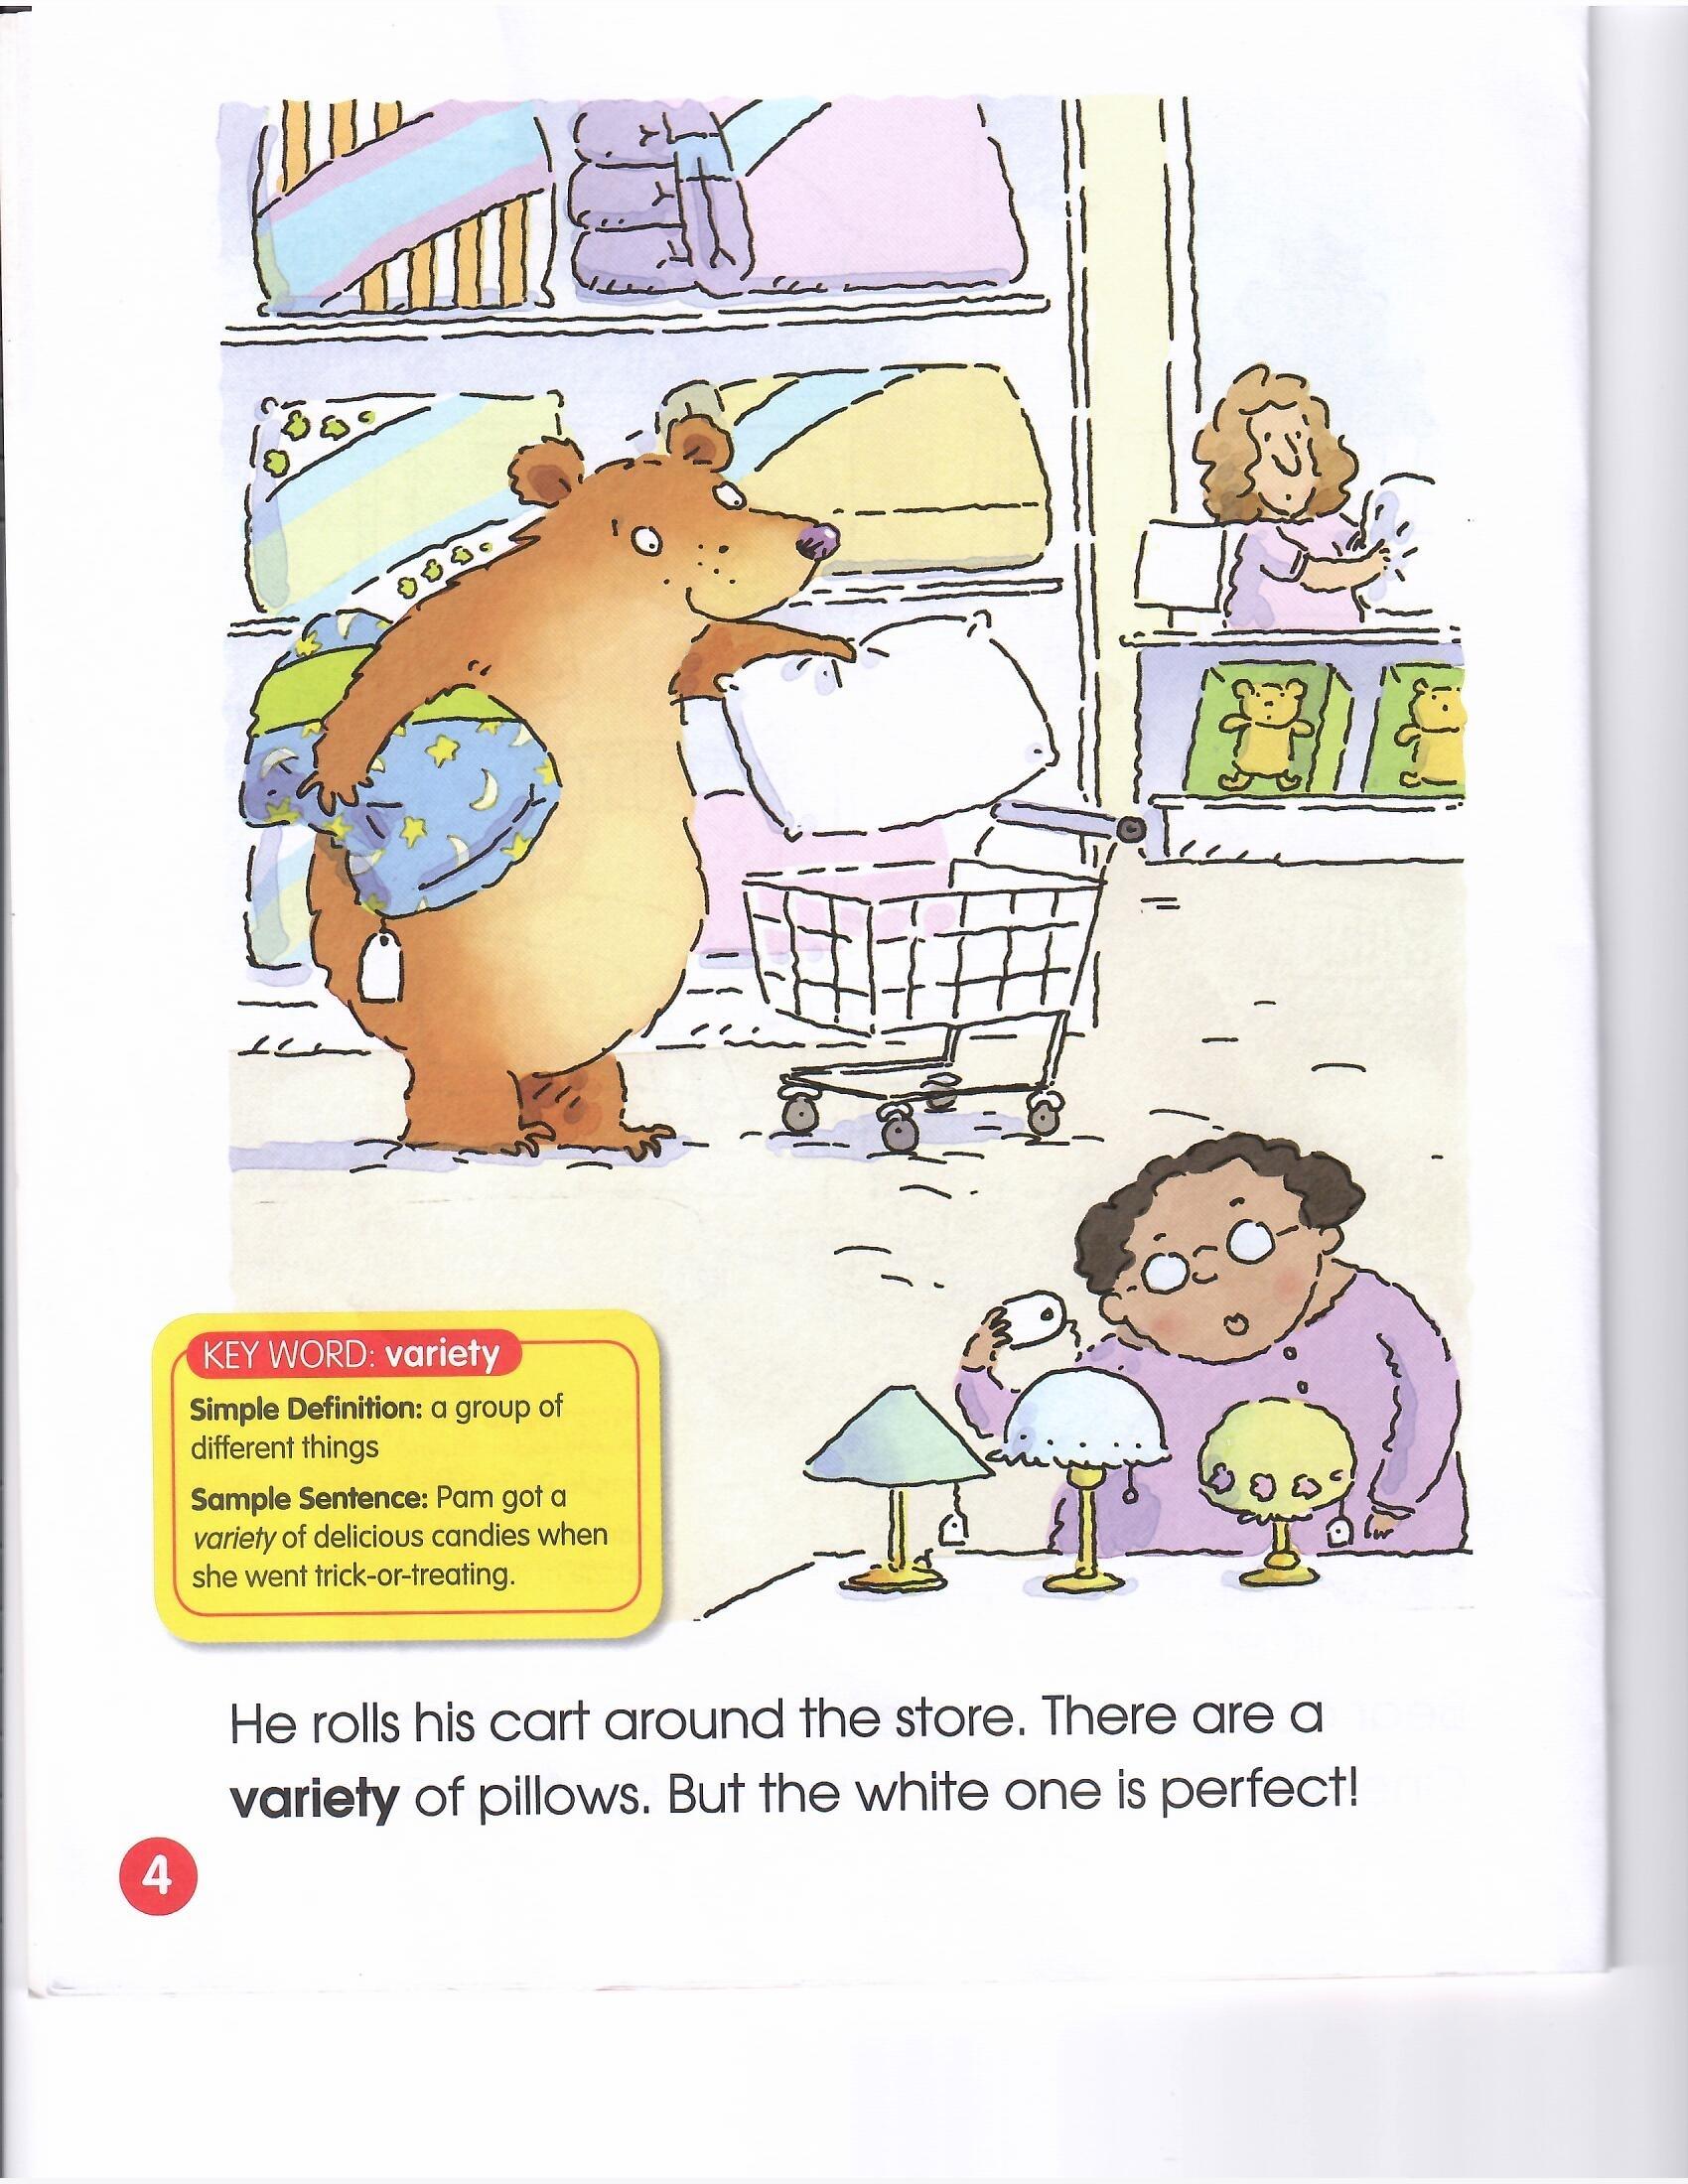 KEY WORD: variety
Simple Definition: a group of
different things
Sample Sentence: Pam got a
variety of delicious candies when
she went trick-or-treating.
He rolls his cart around the store. There are a
variety of pillows. But the white one is perfect!
4